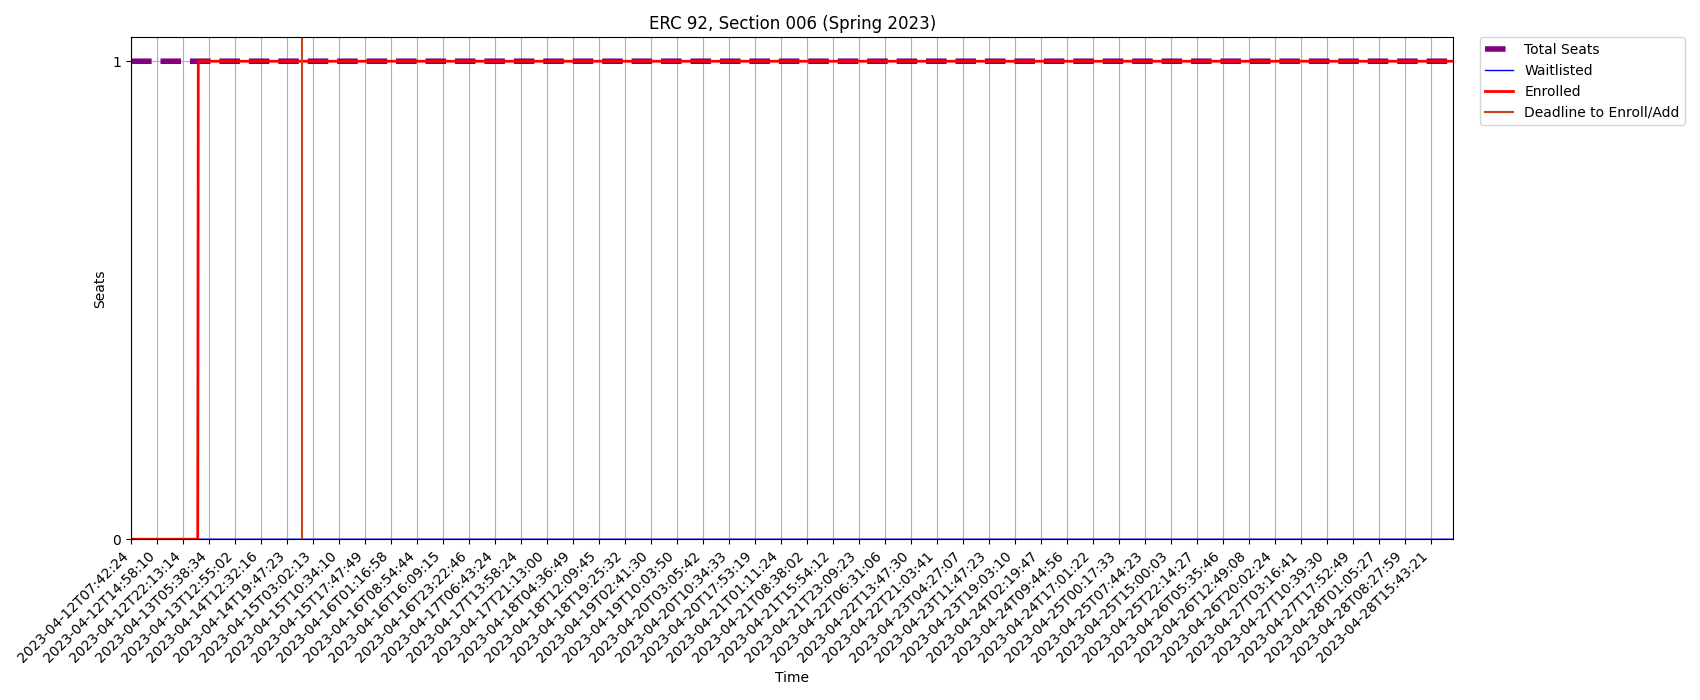 ERC 92, Section 006 (Spring 2023)
Total Seats
Waitlisted
Enrolled
Deadline to Enroll/Add
Seats
1
0
2023-04-12T07:42:24
2023-04-12T14:58:10
2023-04-12T22:13:14
2023-04-13T05:38:34
2023-04-13T12:55:02
2023-04-14T12:32:16
2023-04-14T19:47:23
2023-04-15T03:02:13
2023-04-15T10:34:10
2023-04-15T17:47:49
2023-04-16T01:16:58
2023-04-16T08:54:44
2023-04-16T16:09:15
2023-04-16T23:22:46
2023-04-17T06:43:24
2023-04-17T13:58:24
2023-04-17T21:13:00
2023-04-18T04:36:49
2023-04-18T12:09:45
2023-04-18T19:25:32
2023-04-19T02:41:30
2023-04-19T10:03:50
2023-04-20T03:05:42
2023-04-20T10:34:33
2023-04-20T17:53:19
2023-04-21T01:11:24
2023-04-21T08:38:02
2023-04-21T15:54:12
2023-04-21T23:09:23
2023-04-22T06:31:06
2023-04-22T13:47:30
2023-04-22T21:03:41
2023-04-23T04:27:07
2023-04-23T11:47:23
2023-04-23T19:03:10
2023-04-24T02:19:47
2023-04-24T09:44:56
2023-04-24T17:01:22
2023-04-25T00:17:33
2023-04-25T07:44:23
2023-04-25T15:00:03
2023-04-25T22:14:27
2023-04-26T05:35:46
2023-04-26T12:49:08
2023-04-26T20:02:24
2023-04-27T03:16:41
2023-04-27T10:39:30
2023-04-27T17:52:49
2023-04-28T01:05:27
2023-04-28T08:27:59
2023-04-28T15:43:21
Time